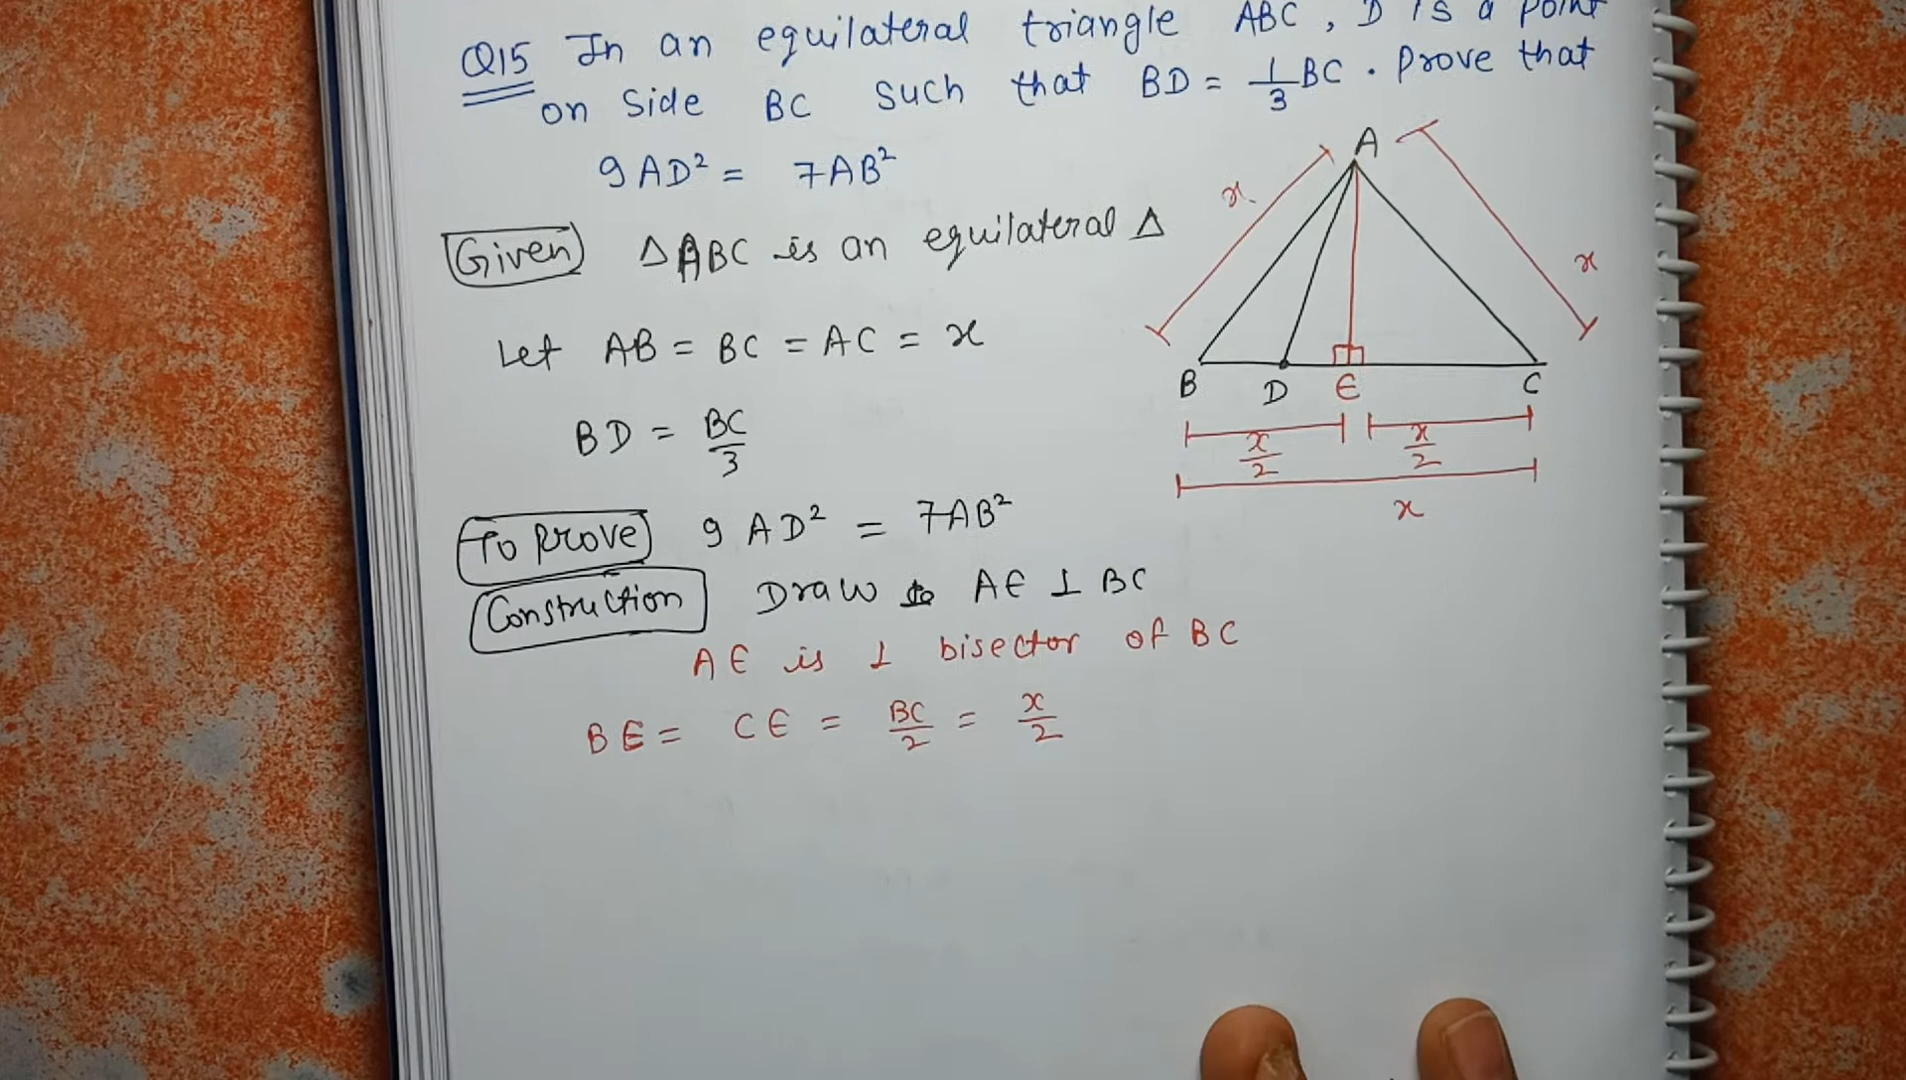 Q15 In an equilateral triangle ABC, D is a point
on side BC such that BD = 1/3 BC. Prove that
9AD² = 7AB²
Given ΔABC is an equilateral Δ
Let AB = BC = AC = x
BD = BC/3
To prove 9 AD² = 7AB²
Construction Draw AE ⊥ BC
AE is ⊥ bisector of BC
BE = CE = BC/2 = x/2
A
x
x
B D E C
x/2 x/2
x